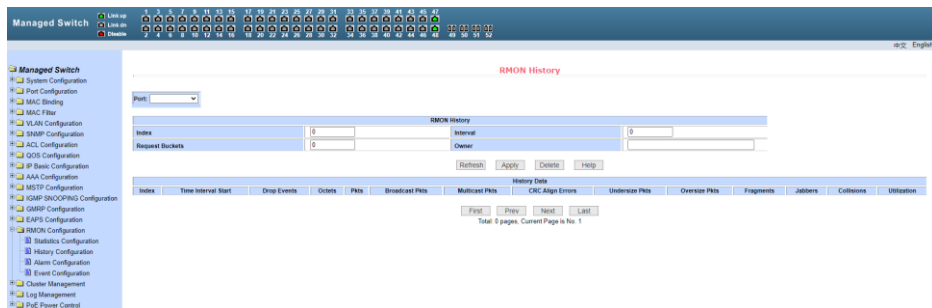 Managed Switch
Link up
Link dn
Disable
1 3 5 7 9 11 13 15 17 19 21 23 25 27 29 31 33 35 37 39 41 43 45 47
2 4 6 8 10 12 14 16 18 20 22 24 26 28 30 32 34 36 38 40 42 44 46 48 49 50 51 52
中文 English
Managed Switch
System Configuration
Port Configuration
MAC Binding
MAC Filter
VLAN Configuration
SNMP Configuration
ACL Configuration
QOS Configuration
IP Basic Configuration
AAA Configuration
MSTP Configuration
IGMP SNOOPING Configuration
GMRP Configuration
EAPS Configuration
RMON Configuration
Statistics Configuration
History Configuration
Alarm Configuration
Event Configuration
Cluster Management
Log Management
PoE Power Control
RMON History
Port:
RMON History
Index 0 Interval 0
Request Buckets 0 Owner
Refresh Apply Delete Help
History Data
Index Time Interval Start Drop Events Octets Pkts Broadcast Pkts Multicast Pkts CRC Align Errors Undersize Pkts Oversize Pkts Fragments Jabbers Collisions Utilization
First Prev Next Last
Total: 0 pages, Current Page is No. 1